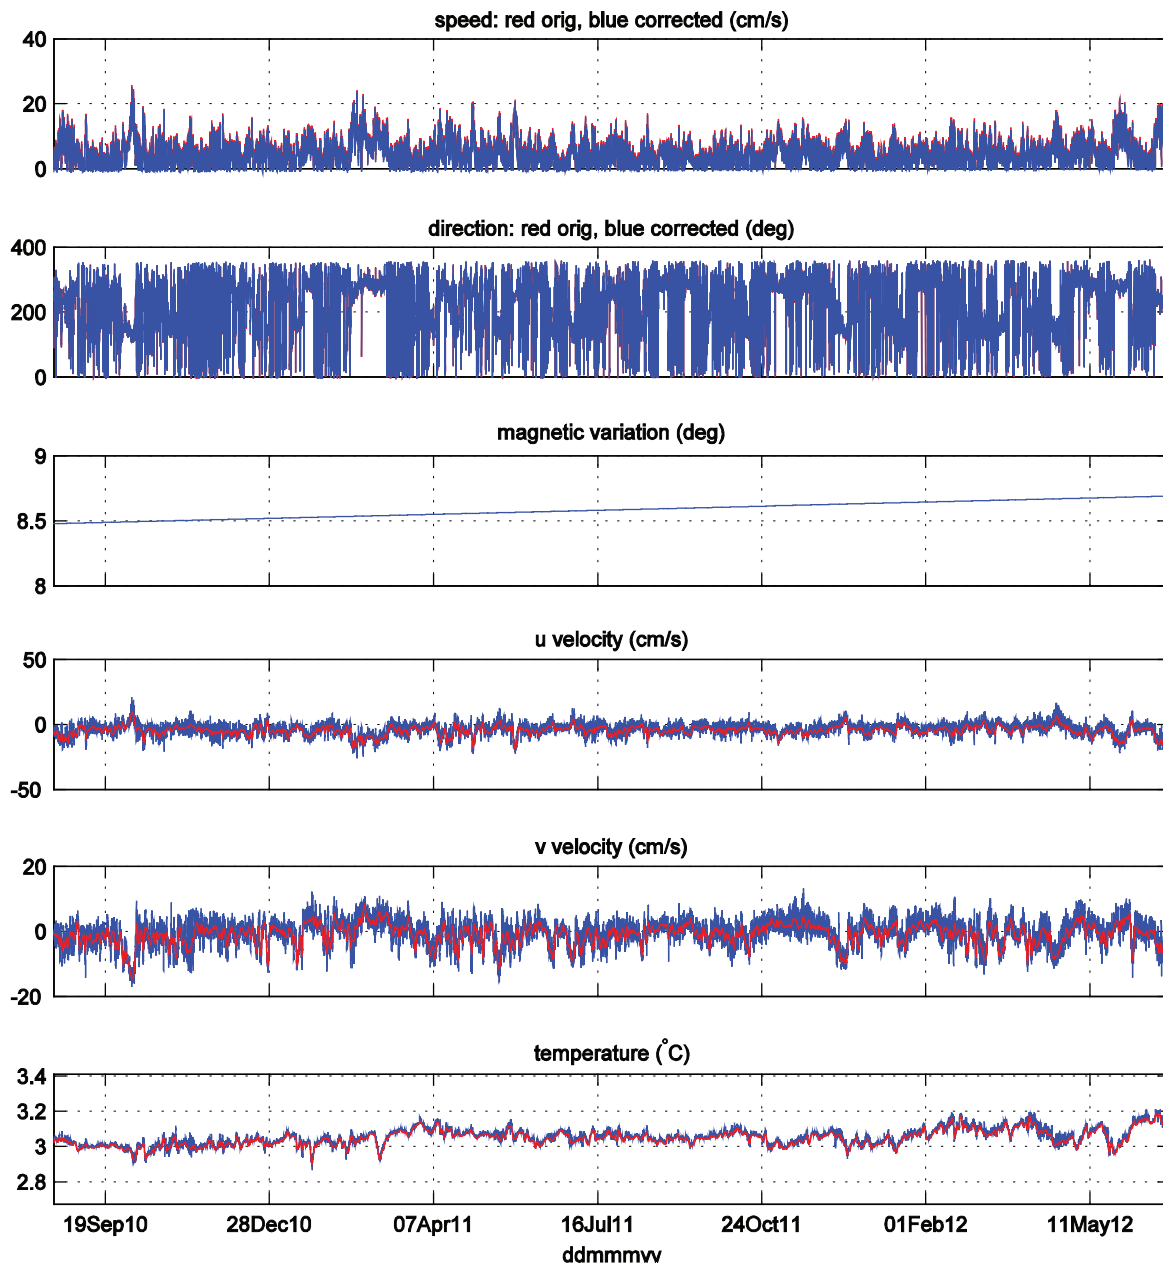 speed: red orig, blue corrected (cm/s)
40
20
0
direction: red orig, blue corrected (deg)
400
200
0
magnetic variation (deg)
9
8.5
8
u velocity (cm/s)
50
0
-50
v velocity (cm/s)
20
0
-20
temperature (°C)
3.4
3.2
3
2.8
19Sep10 28Dec10 07Apr11 16Jul11 24Oct11 01Feb12 11May12
ddmmmvv